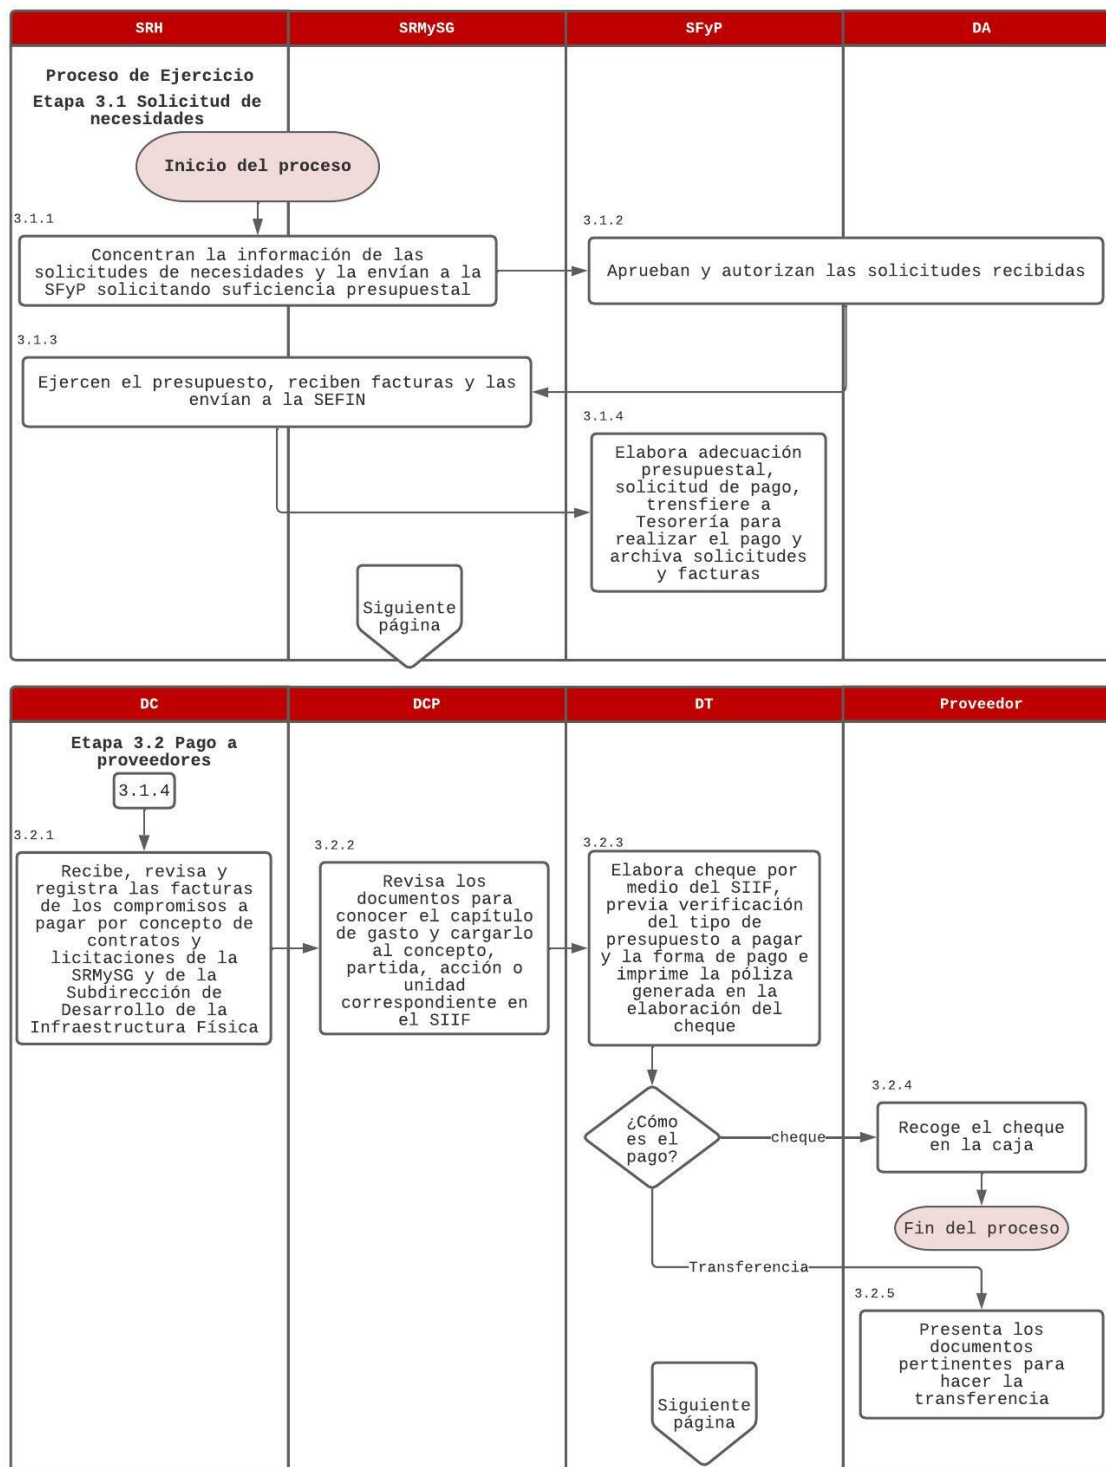 SRH
SRMySG
SFyP
DA
Proceso de Ejercicio
Etapa 3.1 Solicitud de
necesidades
Inicio del proceso
3.1.1
Concentran la información de las
solicitudes de necesidades y la envían a la
SFyP solicitando suficiencia presupuestal
3.1.2
Aprueban y autorizan las solicitudes recibidas
3.1.3
Ejercen el presupuesto, reciben facturas y las
envían a la SEFIN
3.1.4
Elabora adecuación
presupuestal,
solicitud de pago,
trensfiere a
Tesorería para
realizar el pago y
archiva solicitudes
y facturas
Siguiente
página
DC
DCP
DT
Proveedor
Etapa 3.2 Pago a
proveedores
3.1.4
3.2.1
Recibe, revisa y
registra las facturas
de los compromisos a
pagar por concepto de
contratos y
licitaciones de la
SRMySG y de la
Subdirección de
Desarrollo de la
Infraestructura Física
3.2.2
Revisa los
documentos para
conocer el capítulo
de gasto y cargarlo
al concepto,
partida, acción o
unidad
correspondiente en
el SIIF
3.2.3
Elabora cheque por
medio del SIIF,
previa verificación
del tipo de
presupuesto a pagar
y la forma de pago e
imprime la póliza
generada en la
elaboración del
cheque
¿Cómo
es el
pago?
cheque
3.2.4
Recoge el cheque
en la caja
Fin del proceso
Transferencia
3.2.5
Presenta los
documentos
pertinentes para
hacer la
transferencia
Siguiente
página